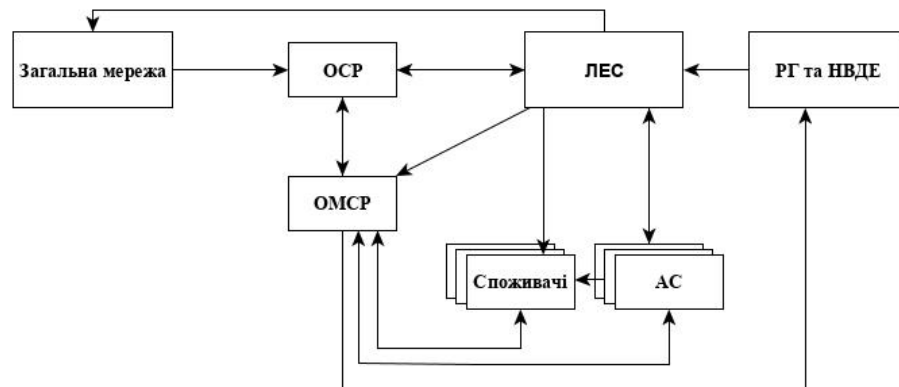 Загальна мережа
ОСР
ЛЕС
РГ та НВДЕ
ОМСР
Споживачі
АС